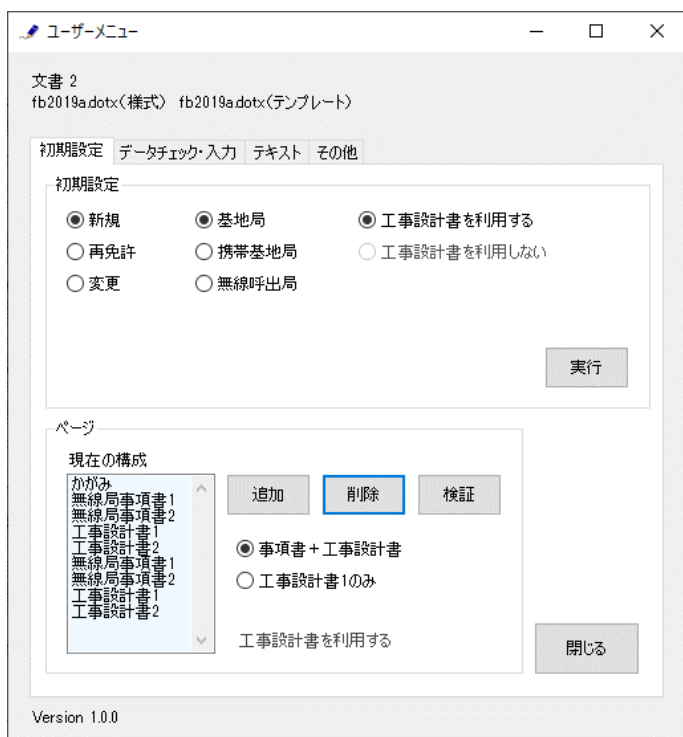 ユーザーメニュー
文書 2
fb2019a.dotx(様式) fb2019a.dotx(テンプレート)
初期設定 データチェック・入力 テキスト その他
初期設定
新規 基地局 工事設計書を利用する
再免許 携帯基地局 工事設計書を利用しない
変更 無線呼出局
実行
ページ
現在の構成
かがみ
無線局事項書1
無線局事項書2
工事設計書1
工事設計書2
無線局事項書1
無線局事項書2
工事設計書1
工事設計書2
追加 削除 検証
事項書+工事設計書
工事設計書1のみ
工事設計書を利用する
閉じる
Version 1.0.0